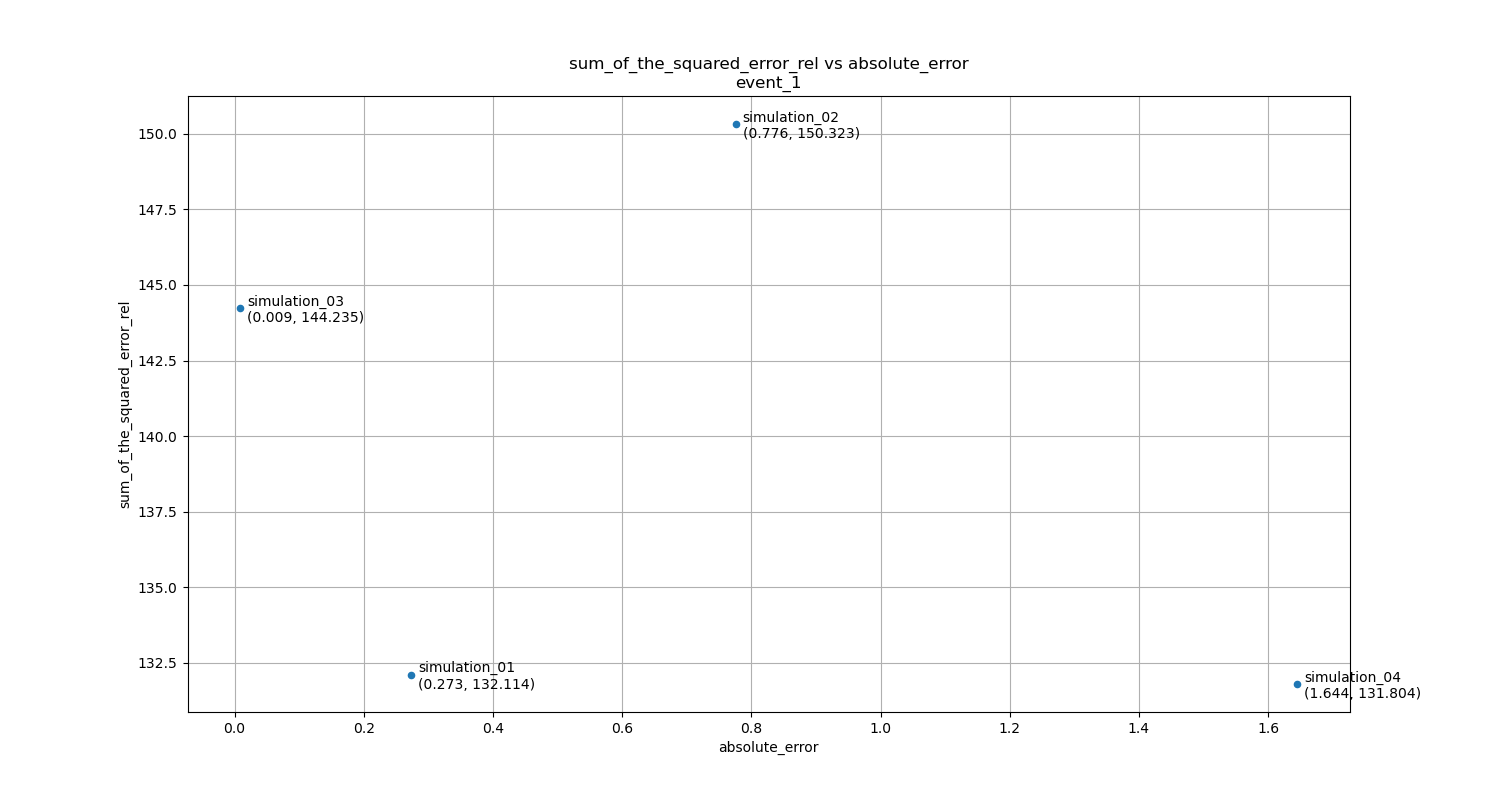 sum_of_the_squared_error_rel vs absolute_error
event_1
sum_of_the_squared_error_rel
150.0
147.5
145.0
142.5
140.0
137.5
135.0
132.5
simulation_02
(0.776, 150.323)
simulation_03
(0.009, 144.235)
simulation_01
(0.273, 132.114)
simulation_04
(1.644, 131.804)
0.0
0.2
0.4
0.6
0.8
1.0
1.2
1.4
1.6
absolute_error